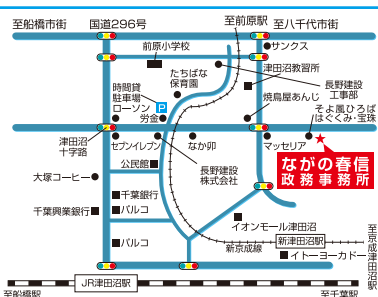 至船橋市街
国道296号
至前原駅
至八千代市街
サンクス
前原小学校
津田沼教習所
たちばな
保育園
長野建設
工事部
時間貸
駐車場
P
ローソン
労金
焼鳥屋あんじ
そよ風ひろば
はぐくみ・宝珠
津田沼
十字路
セブンイレブン
なか卯
マッセリア
公民館
長野建設
株式会社
ながの春信
政務事務所
大塚コーヒー
千葉銀行
パルコ
千葉興業銀行
イオンモール津田沼
パルコ
新京成線
新津田沼駅
イトーヨーカドー
至京成津田沼駅
JR津田沼駅
至船橋駅
至千葉駅